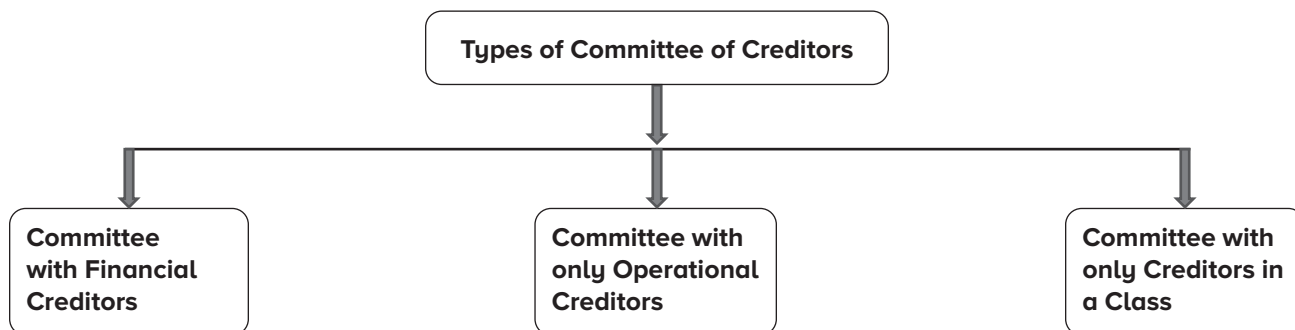 Types of Committee of Creditors
Committee
with Financial
Creditors
Committee with
only Operational
Creditors
Committee with
only Creditors in
a Class